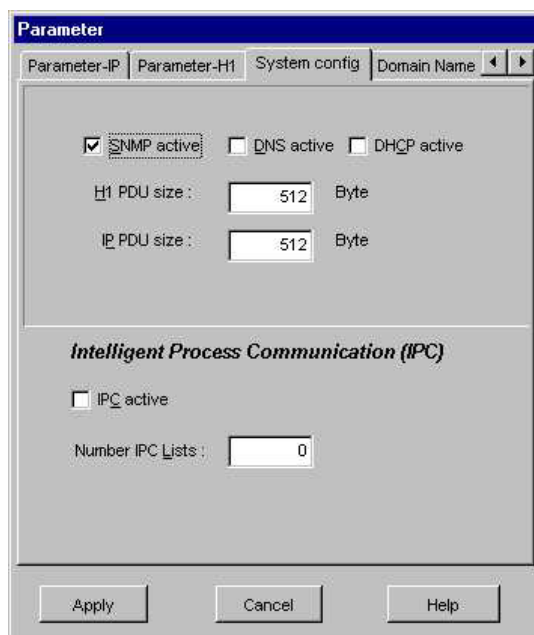 Parameter
Parameter-IP Parameter-H1 System config Domain Name
SNMP active DNS active DHCP active
H1 PDU size : 512 Byte
IP PDU size : 512 Byte
Intelligent Process Communication (IPC)
IPC active
Number IPC Lists : 0
Apply Cancel Help